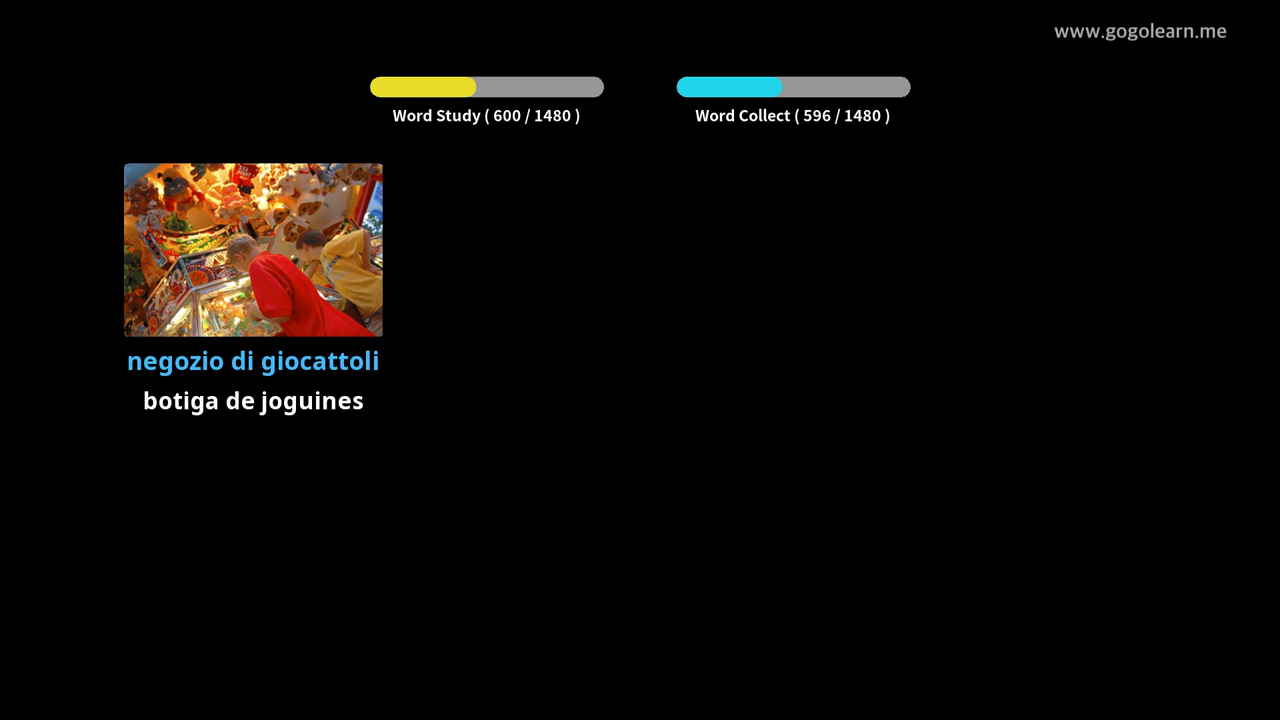 www.gogolearn.me
Word Study ( 600 / 1480 )
Word Collect ( 596 / 1480 )
negozio di giocattoli
botiga de joguines